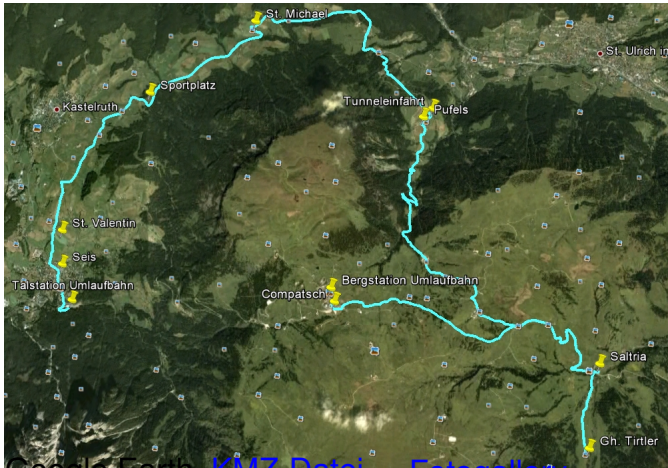 St. Michael
St. Ulrich in
Sportplatz
Tunneleinfahrt
Kastelruth
Pufels
St. Valentin
Seis
Talstation Umlaufbahn
Bergstation Umlaufbahn
Compatsch
Saltria
Gh. Tirtler
Google Earth KMZ-Datei Fotogalle